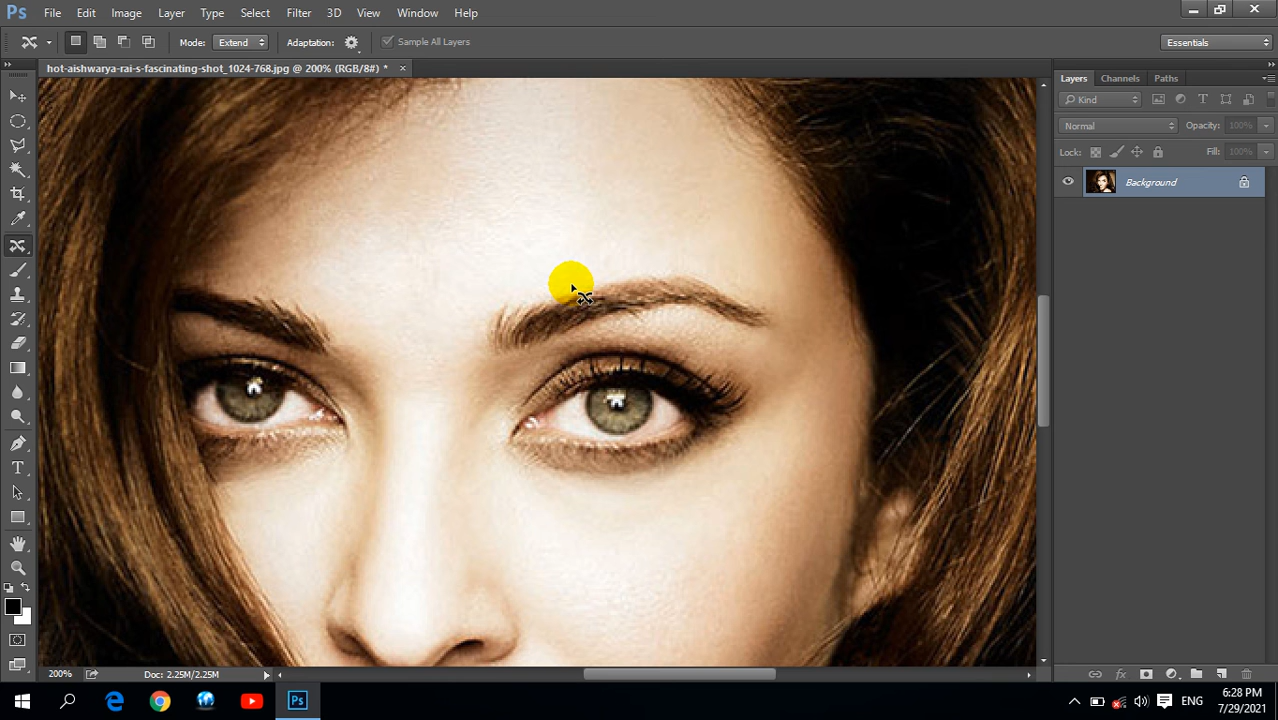 Ps File Edit Image Layer Type Select Filter 3D View Window Help
Mode: Extend Adaptation: Sample All Layers Essentials
hot-aishwarya-rai-s-fascinating-shot_1024-768.jpg @ 200% (RGB/8#) * ×
Layers Channels Paths
Kind
Normal Opacity: 100%
Lock: Fill: 100%
Background
200% Doc: 2.25M/2.25M
Ps ENG 6:28 PM
7/29/2021